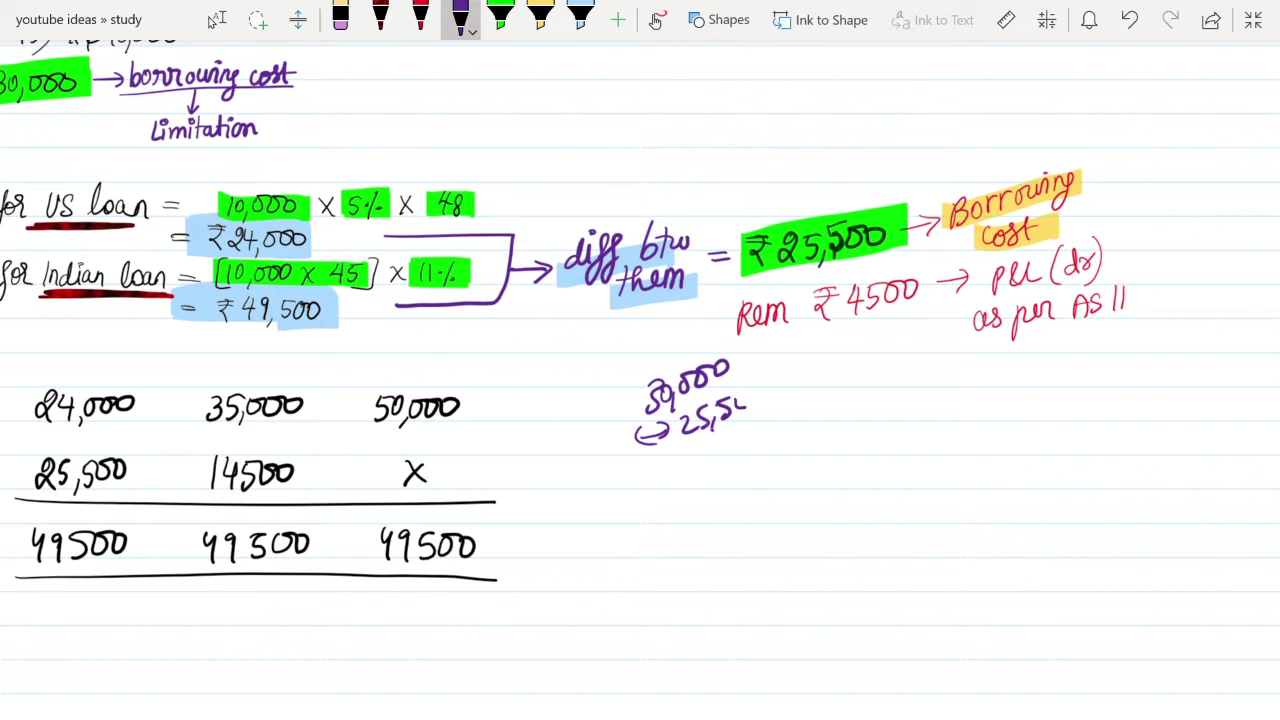 youtube ideas » study
Shapes
Ink to Shape
Ink to Text
30,000 → borrowing cost
Limitation
for US loan = 10,000 × 5% × 48
= ₹24,000
for Indian loan = [10,000 × 45] × 11%
= ₹49,500
diff btw them = ₹25,500 → Borrowing cost
Rem ₹4500 → P&L (dr)
as per AS 11
24,000 35,000 50,000
25,500 14500 X
49500 49500 49500
30,000
(-) 25,5